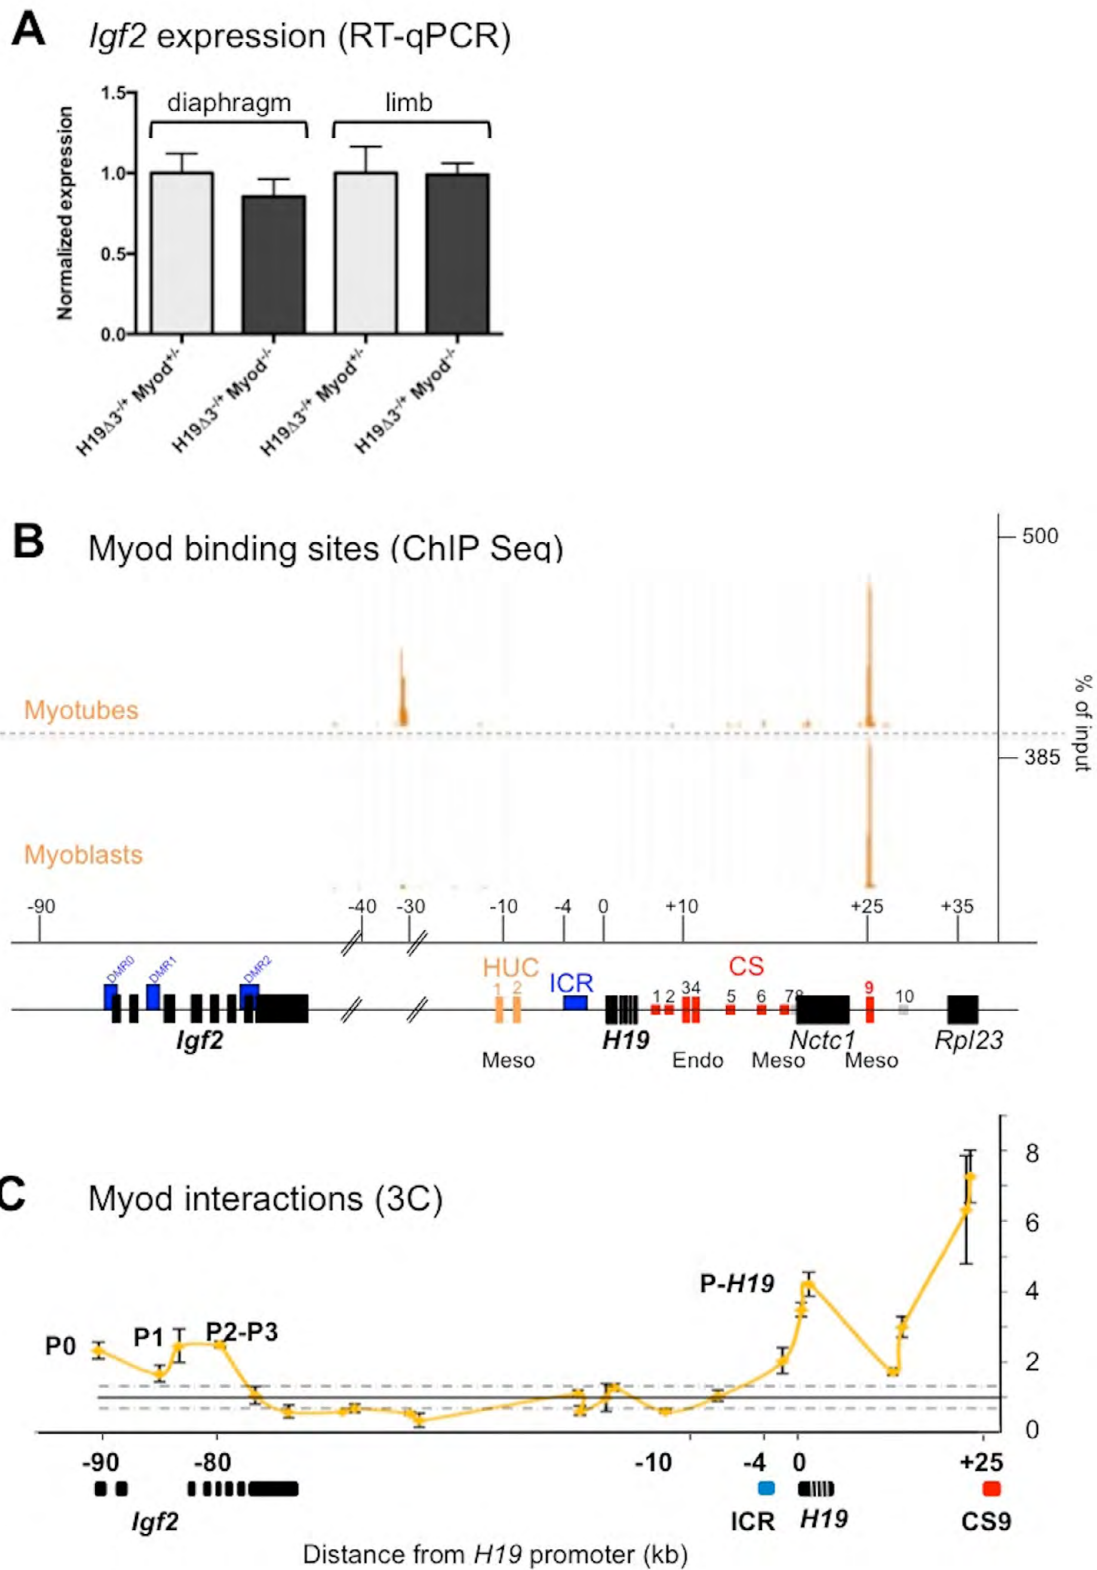 A Igf2 expression (RT-qPCR)
1.5
diaphragm limb
1.0
0.5
0.0
Normalized expression
H19Δ3-/+ Myod+/- H19Δ3-/+ Myod-/- H19Δ3-/+ Myod+/- H19Δ3-/+ Myod-/-
B Myod binding sites (ChIP Seq)
500
Myotubes
% of input
385
Myoblasts
-90 -40 -30 -10 -4 0 +10 +25 +35
DMR0 DMR1 DMR2 HUC ICR CS
1 2 1 2 34 5 6 78 9 10
Igf2 H19 Nctc1 Rpl23
Meso Endo Meso Meso
C Myod interactions (3C)
8
6
P-H19
4
P0 P1 P2-P3
2
0
-90 -80 -10 -4 0 +25
Igf2 ICR H19 CS9
Distance from H19 promoter (kb)